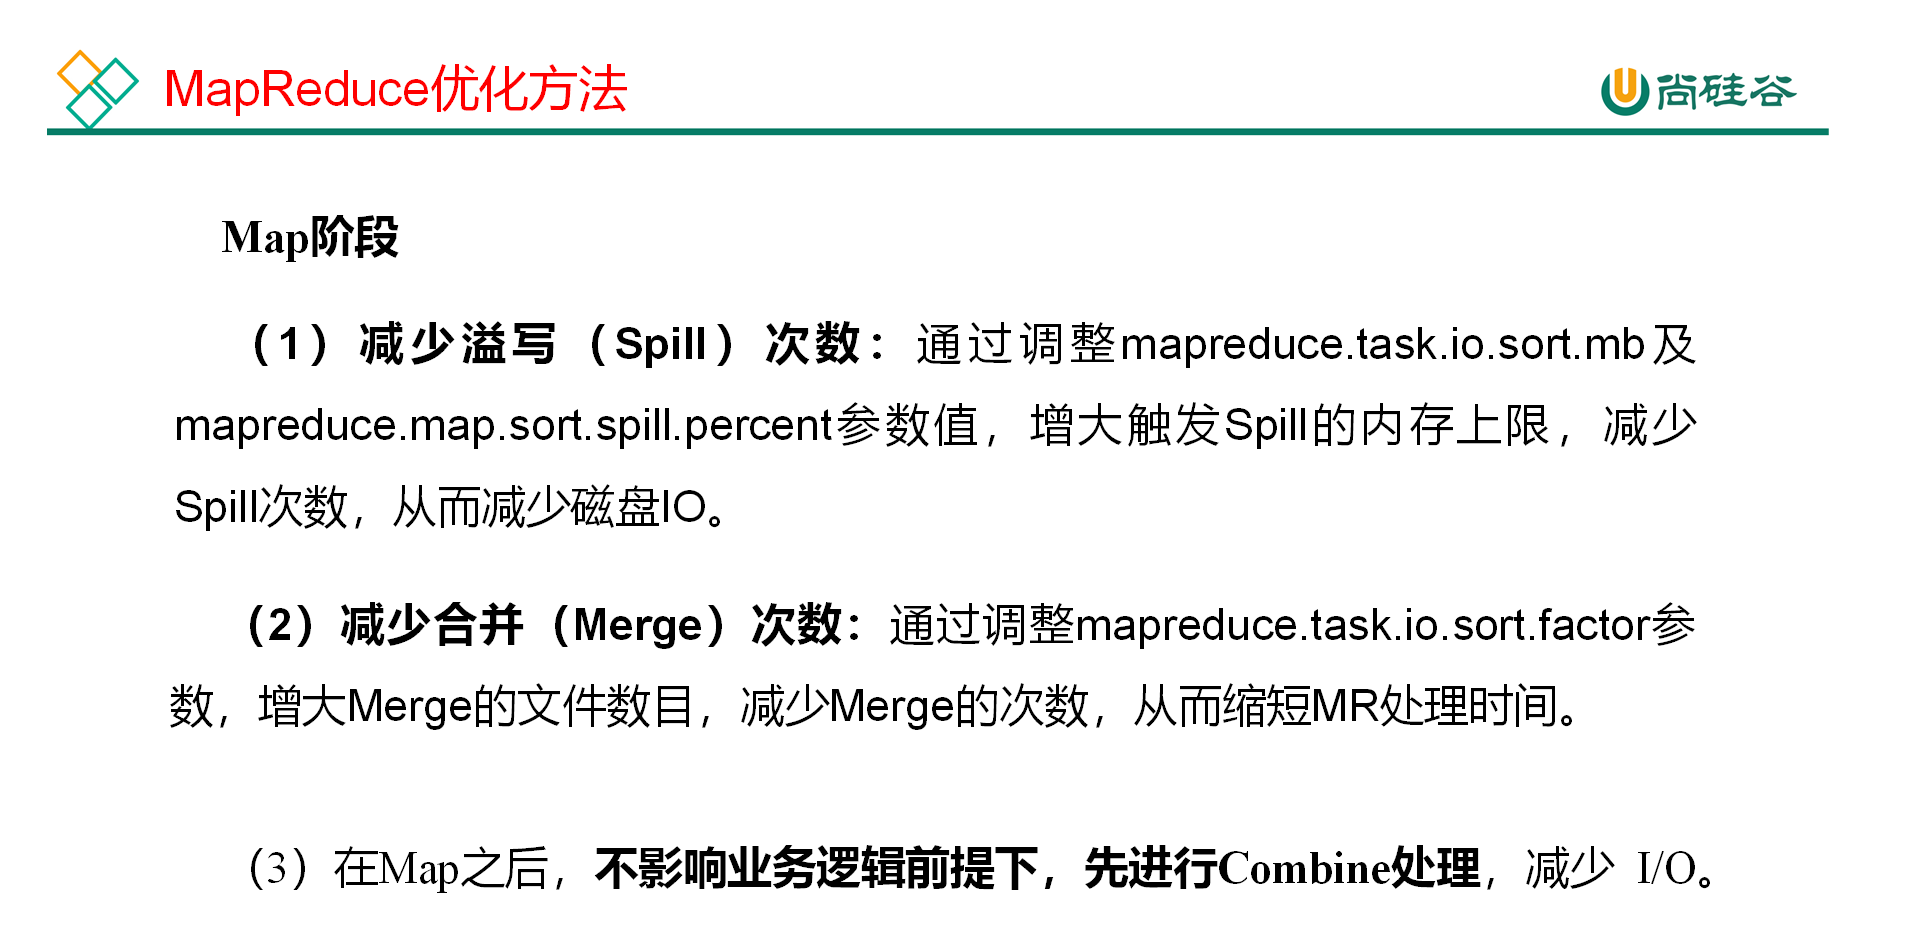 MapReduce优化方法
尚硅谷
Map阶段
（1）减少溢写（Spill）次数：通过调整mapreduce.task.io.sort.mb及
mapreduce.map.sort.spill.percent参数值，增大触发Spill的内存上限，减少
Spill次数，从而减少磁盘IO。
（2）减少合并（Merge）次数：通过调整mapreduce.task.io.sort.factor参
数，增大Merge的文件数目，减少Merge的次数，从而缩短MR处理时间。
（3）在Map之后，不影响业务逻辑前提下，先进行Combine处理，减少 I/O。